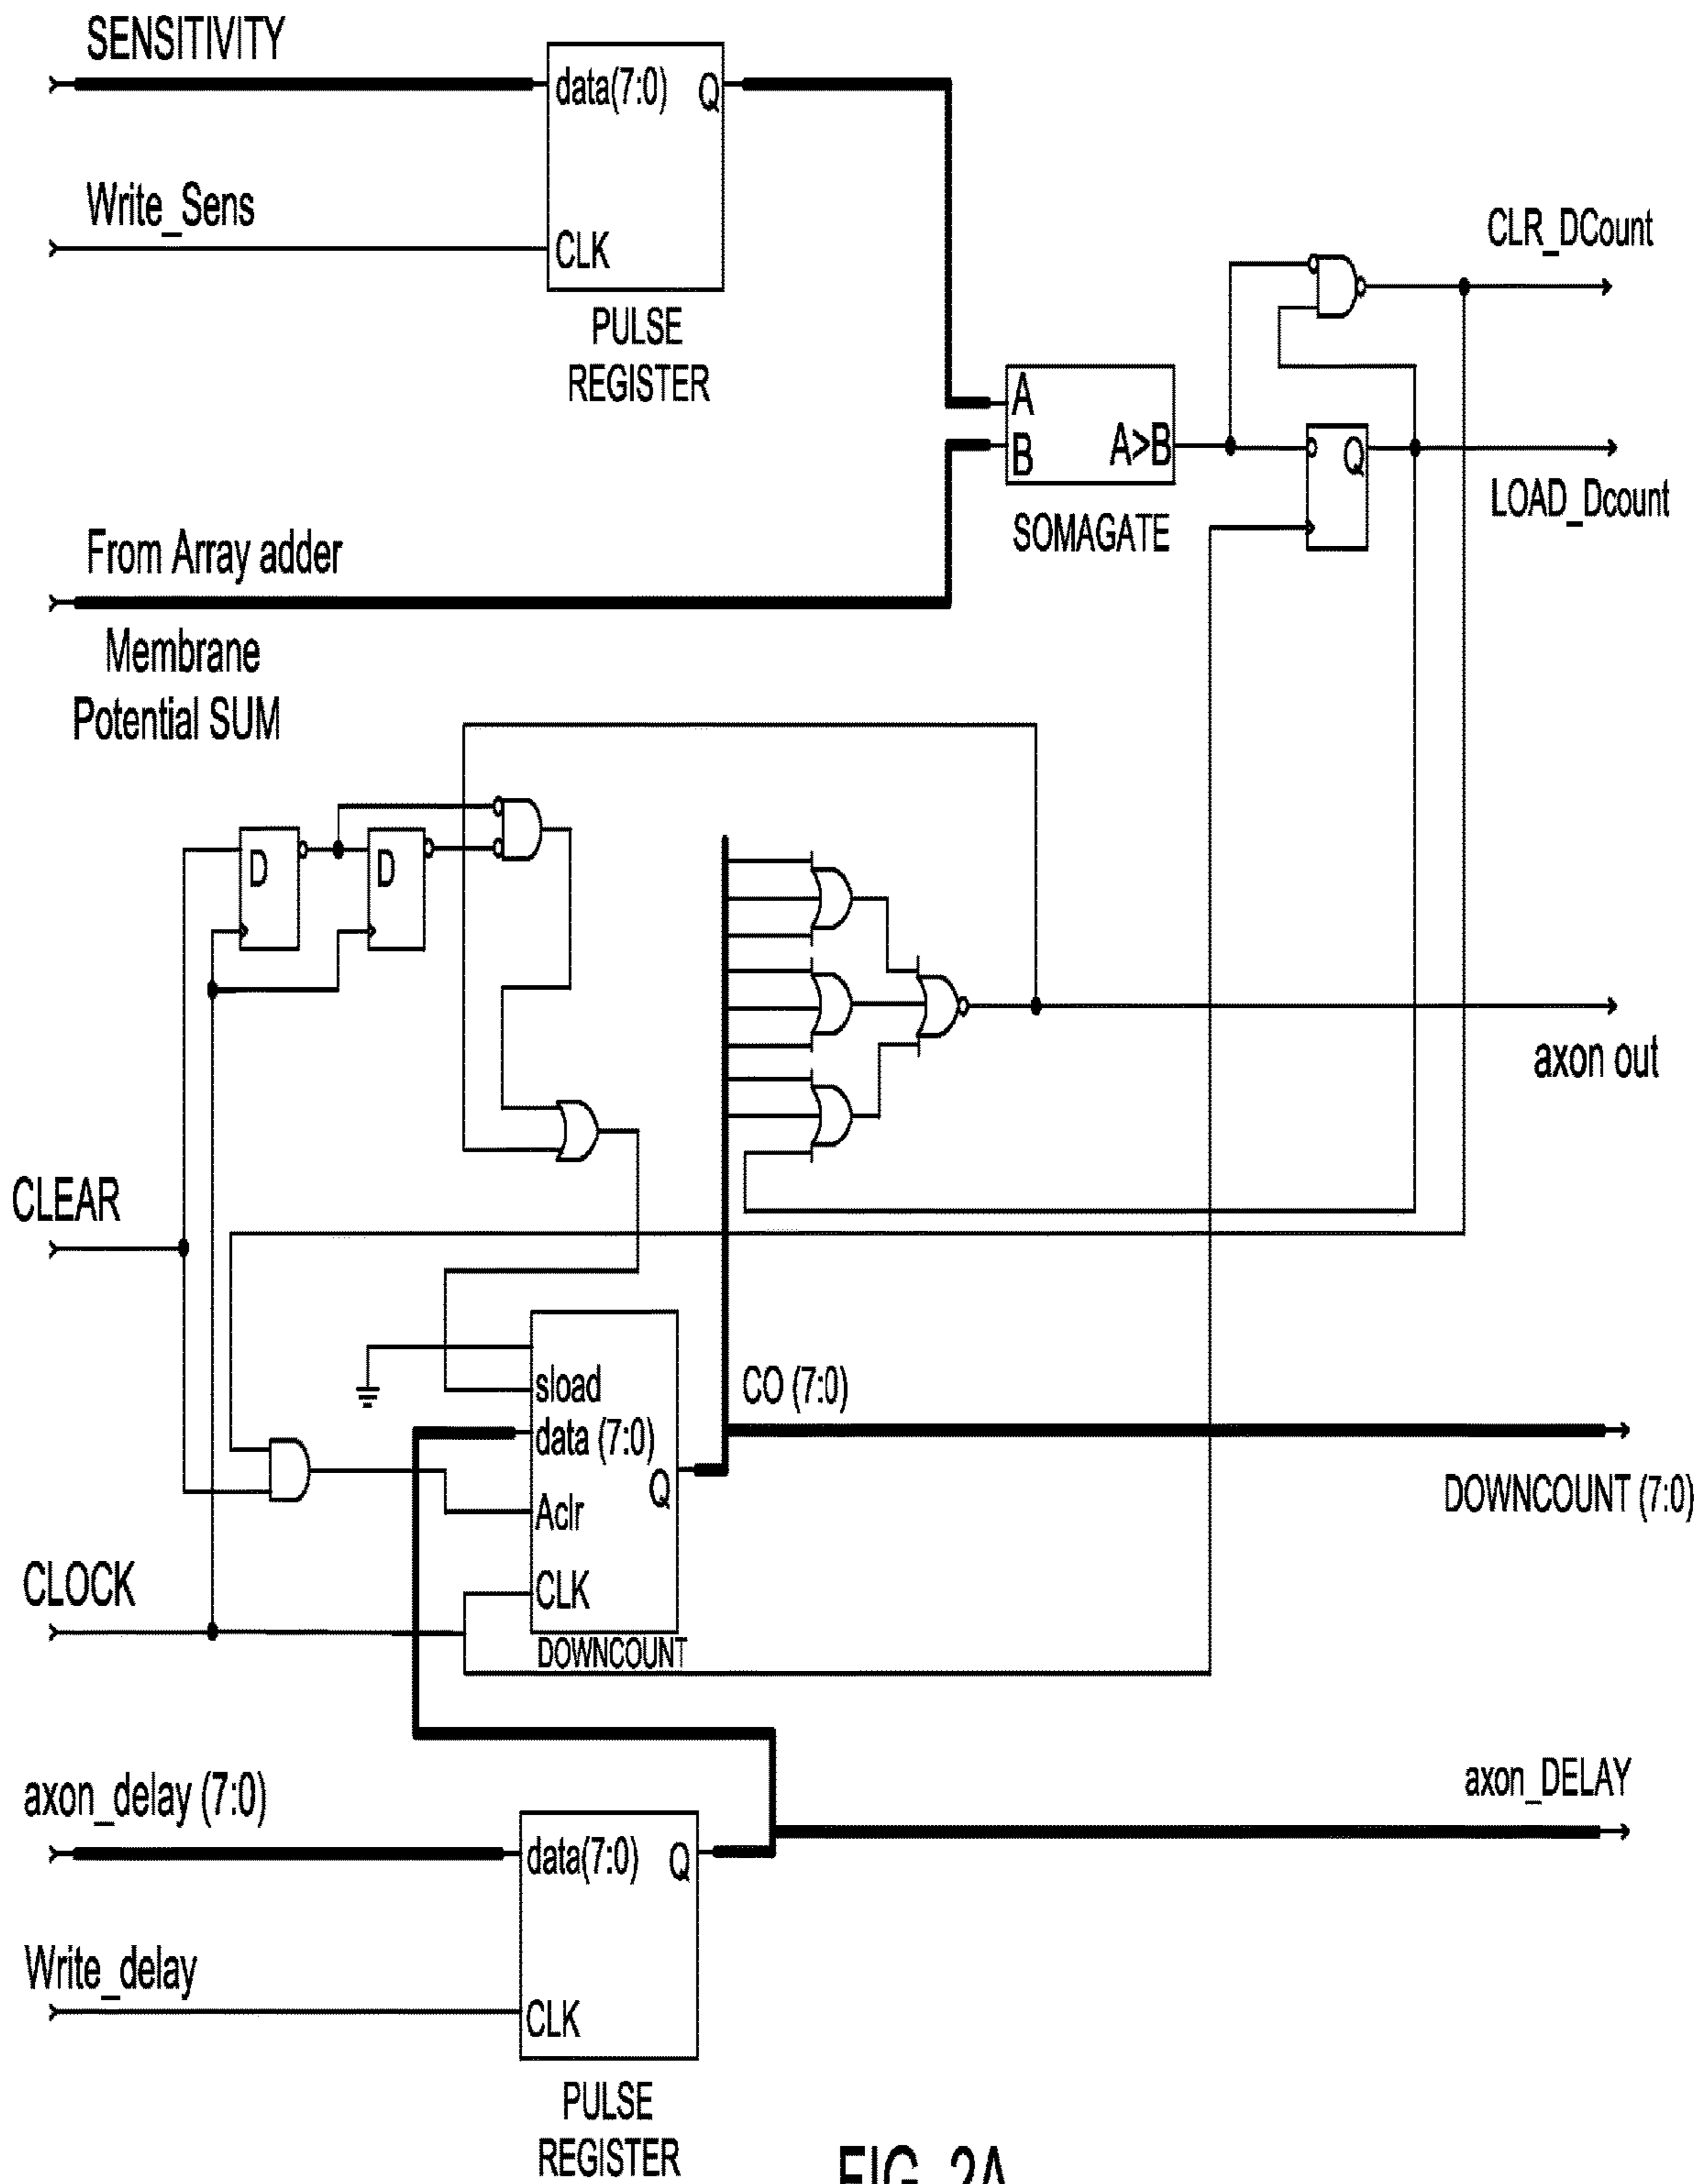 SENSITIVITY
data(7:0) Q
Write_Sens
CLK
PULSE
REGISTER
CLR_DCount
A
B A>B
Q
SOMAGATE
LOAD_Dcount
From Array adder
Membrane
Potential SUM
D D
axon out
CLEAR
sload
data (7:0)
Q
Aclr
CLK
DOWNCOUNT
CO (7:0)
DOWNCOUNT (7:0)
CLOCK
axon_DELAY
axon_delay (7:0)
data(7:0) Q
Write_delay
CLK
PULSE
REGISTER
FIG. 2A